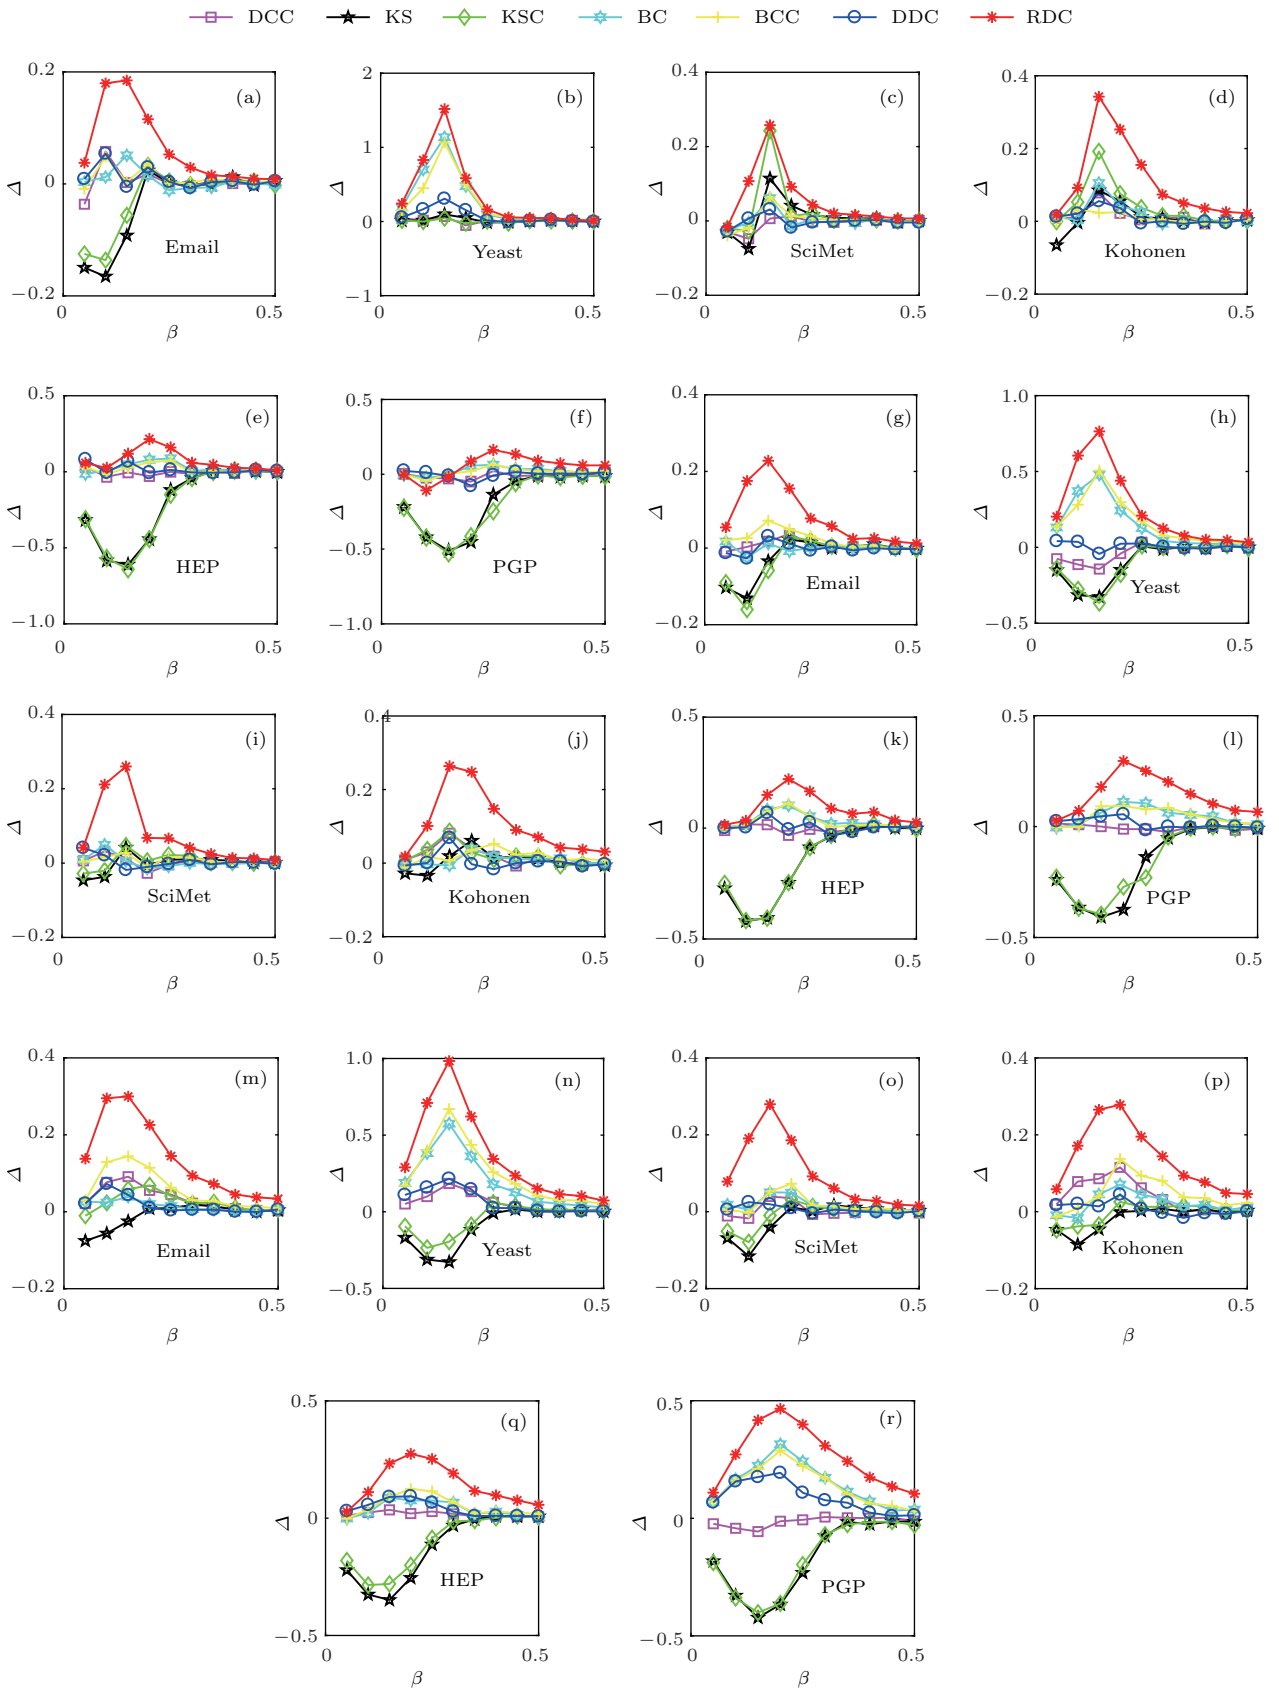 DCC KS KSC BC BCC DDC RDC
0.2 (a) 0 Δ Email −0.2 0 0.5 β
2 (b) 1 Δ 0 Yeast −1 0 0.5 β
0.4 (c) 0.2 Δ 0 SciMet −0.2 0 0.5 β
0.4 (d) 0.2 Δ 0 Kohonen −0.2 0 0.5 β
0.5 (e) 0 Δ −0.5 HEP −1.0 0 0.5 β
0.5 (f) 0 Δ −0.5 PGP −1.0 0 0.5 β
0.4 (g) 0.2 Δ 0 Email −0.2 0 0.5 β
1.0 (h) 0.5 Δ 0 Yeast −0.5 0 0.5 β
0.4 (i) 0.2 Δ 0 SciMet −0.2 0 0.5 β
0.4 (j) 0.2 Δ 0 Kohonen −0.2 0 0.5 β
0.5 (k) 0 Δ HEP −0.5 0 0.5 β
0.5 (l) 0 Δ PGP −0.5 0 0.5 β
0.4 (m) 0.2 Δ 0 Email −0.2 0 0.5 β
1.0 (n) 0.5 Δ 0 Yeast −0.5 0 0.5 β
0.4 (o) 0.2 Δ 0 SciMet −0.2 0 0.5 β
0.4 (p) 0.2 Δ 0 Kohonen −0.2 0 0.5 β
0.5 (q) 0 Δ HEP −0.5 0 0.5 β
0.5 (r) 0 Δ PGP −0.5 0 0.5 β